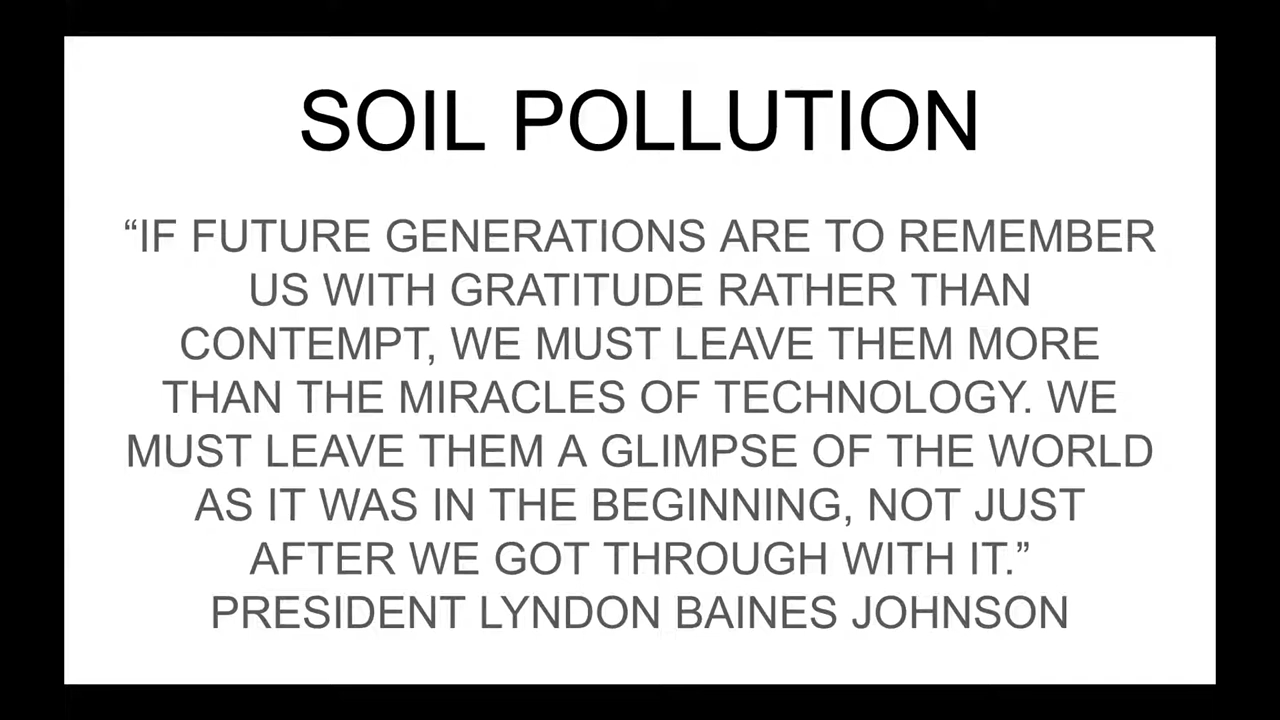 SOIL POLLUTION
“IF FUTURE GENERATIONS ARE TO REMEMBER
US WITH GRATITUDE RATHER THAN
CONTEMPT, WE MUST LEAVE THEM MORE
THAN THE MIRACLES OF TECHNOLOGY. WE
MUST LEAVE THEM A GLIMPSE OF THE WORLD
AS IT WAS IN THE BEGINNING, NOT JUST
AFTER WE GOT THROUGH WITH IT.”
PRESIDENT LYNDON BAINES JOHNSON